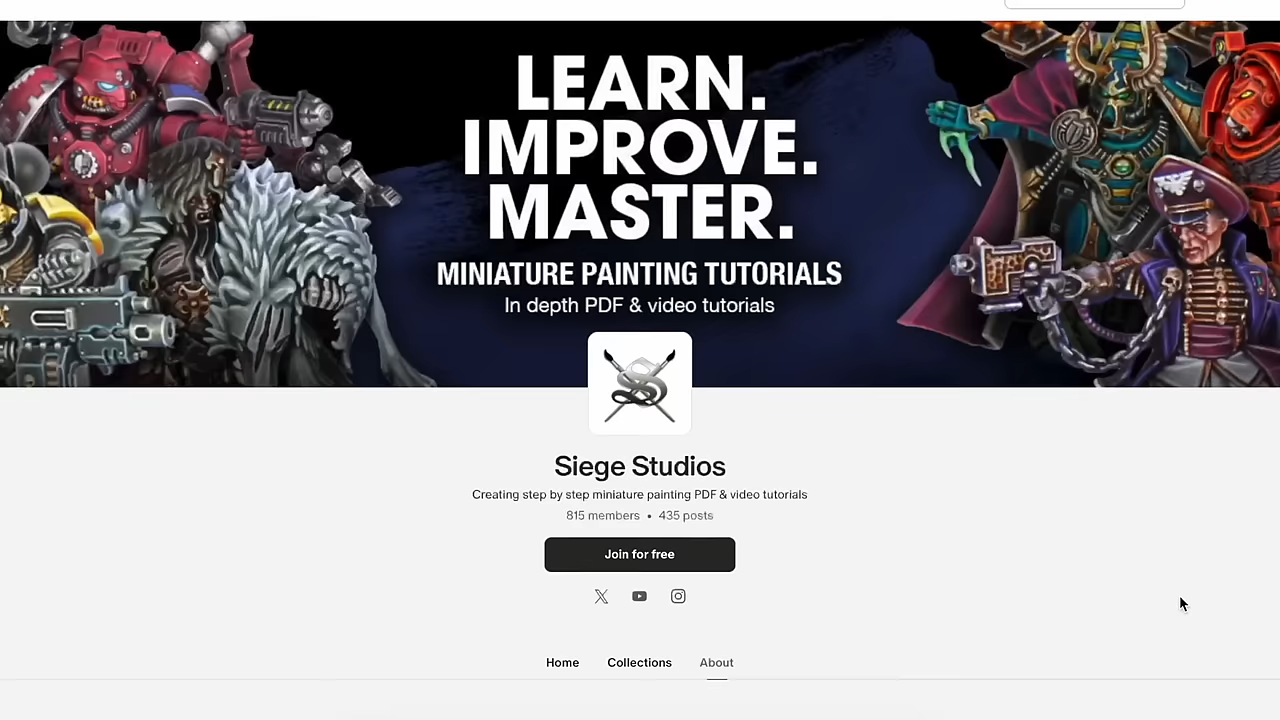 LEARN.
IMPROVE.
MASTER.
MINIATURE PAINTING TUTORIALS
In depth PDF & video tutorials
Siege Studios
Creating step by step miniature painting PDF & video tutorials
815 members • 435 posts
Join for free
Home Collections About